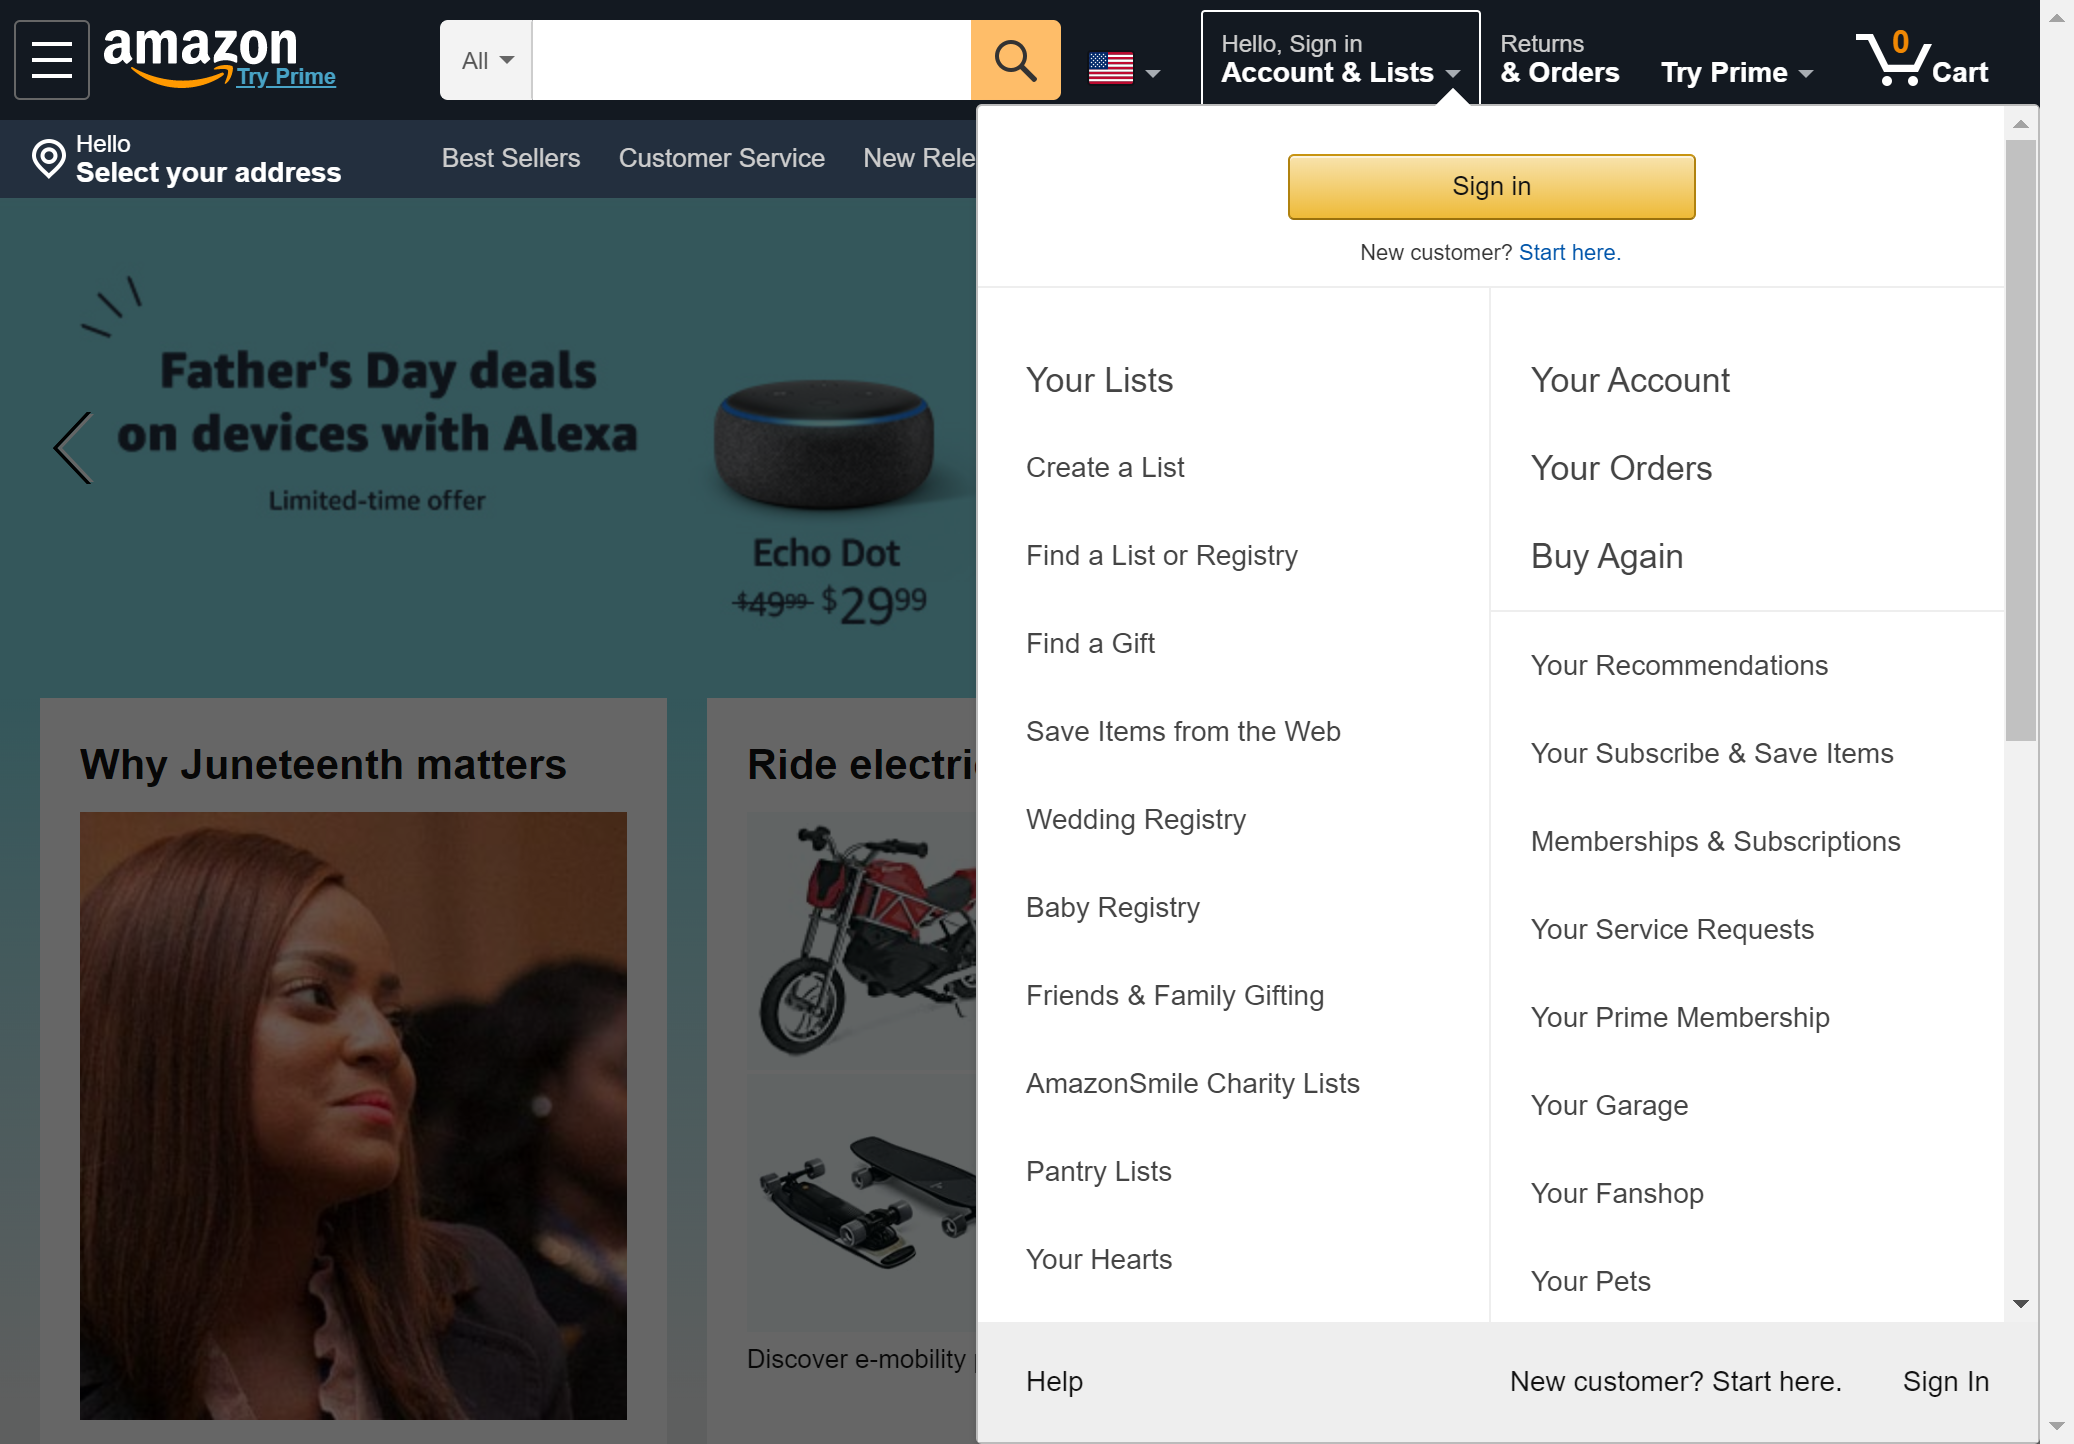 amazon
Try Prime
All
Hello, Sign in
Account & Lists
Returns
& Orders
Try Prime
0
Cart
Hello
Select your address
Best Sellers
Customer Service
New Rele
Sign in
New customer? Start here.
Father's Day deals
on devices with Alexa
Limited-time offer
Echo Dot
$49.99 $29.99
Why Juneteenth matters
Ride electri
Discover e-mobility
Your Lists
Create a List
Find a List or Registry
Find a Gift
Save Items from the Web
Wedding Registry
Baby Registry
Friends & Family Gifting
AmazonSmile Charity Lists
Pantry Lists
Your Hearts
Your Account
Your Orders
Buy Again
Your Recommendations
Your Subscribe & Save Items
Memberships & Subscriptions
Your Service Requests
Your Prime Membership
Your Garage
Your Fanshop
Your Pets
Help
New customer? Start here.
Sign In